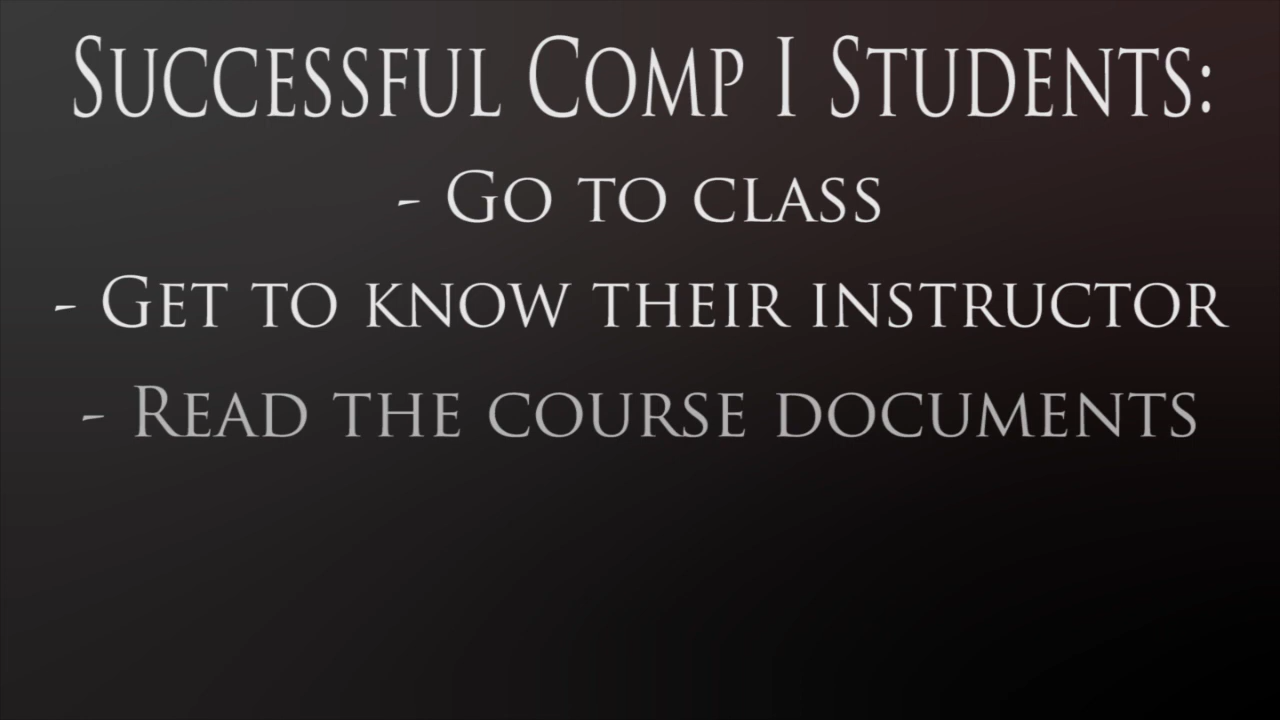 Successful Comp I Students:
- Go to class
- Get to know their instructor
- Read the course documents